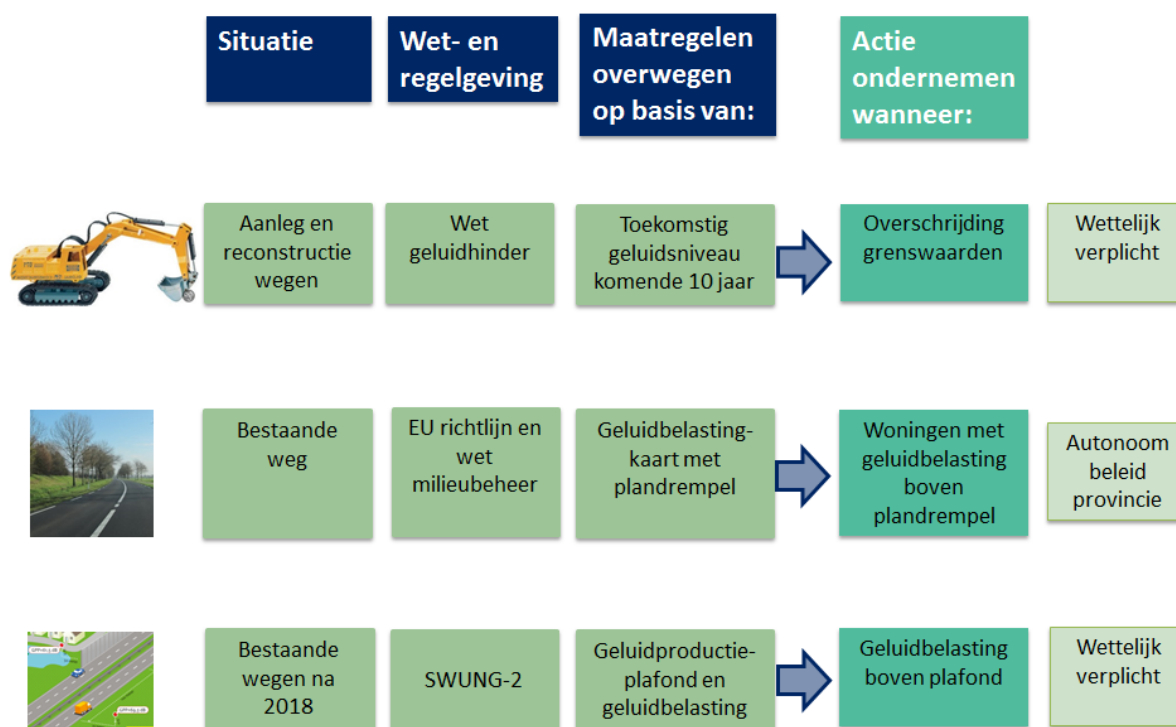 Situatie
Wet- en
regelgeving
Maatregelen
overwegen
op basis van:
Actie
ondernemen
wanneer:
Aanleg en
reconstructie
wegen
Wet
geluidhinder
Toekomstig
geluidsniveau
komende 10 jaar
Overschrijding
grenswaarden
Wettelijk
verplicht
Bestaande
weg
EU richtlijn en
wet
milieubeheer
Geluidbelasting-
kaart met
plandrempel
Woningen met
geluidbelasting
boven
plandrempel
Autonoom
beleid
provincie
Bestaande
wegen na
2018
SWUNG-2
Geluidproductie-
plafond en
geluidbelasting
Geluidbelasting
boven plafond
Wettelijk
verplicht